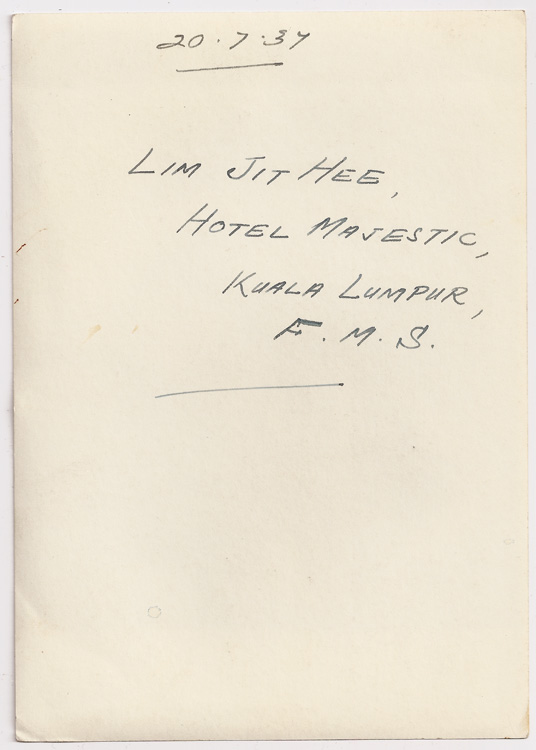 20.7.37
LIM JIT HEE,
HOTEL MAJESTIC,
KUALA LUMPUR,
F.M.S.